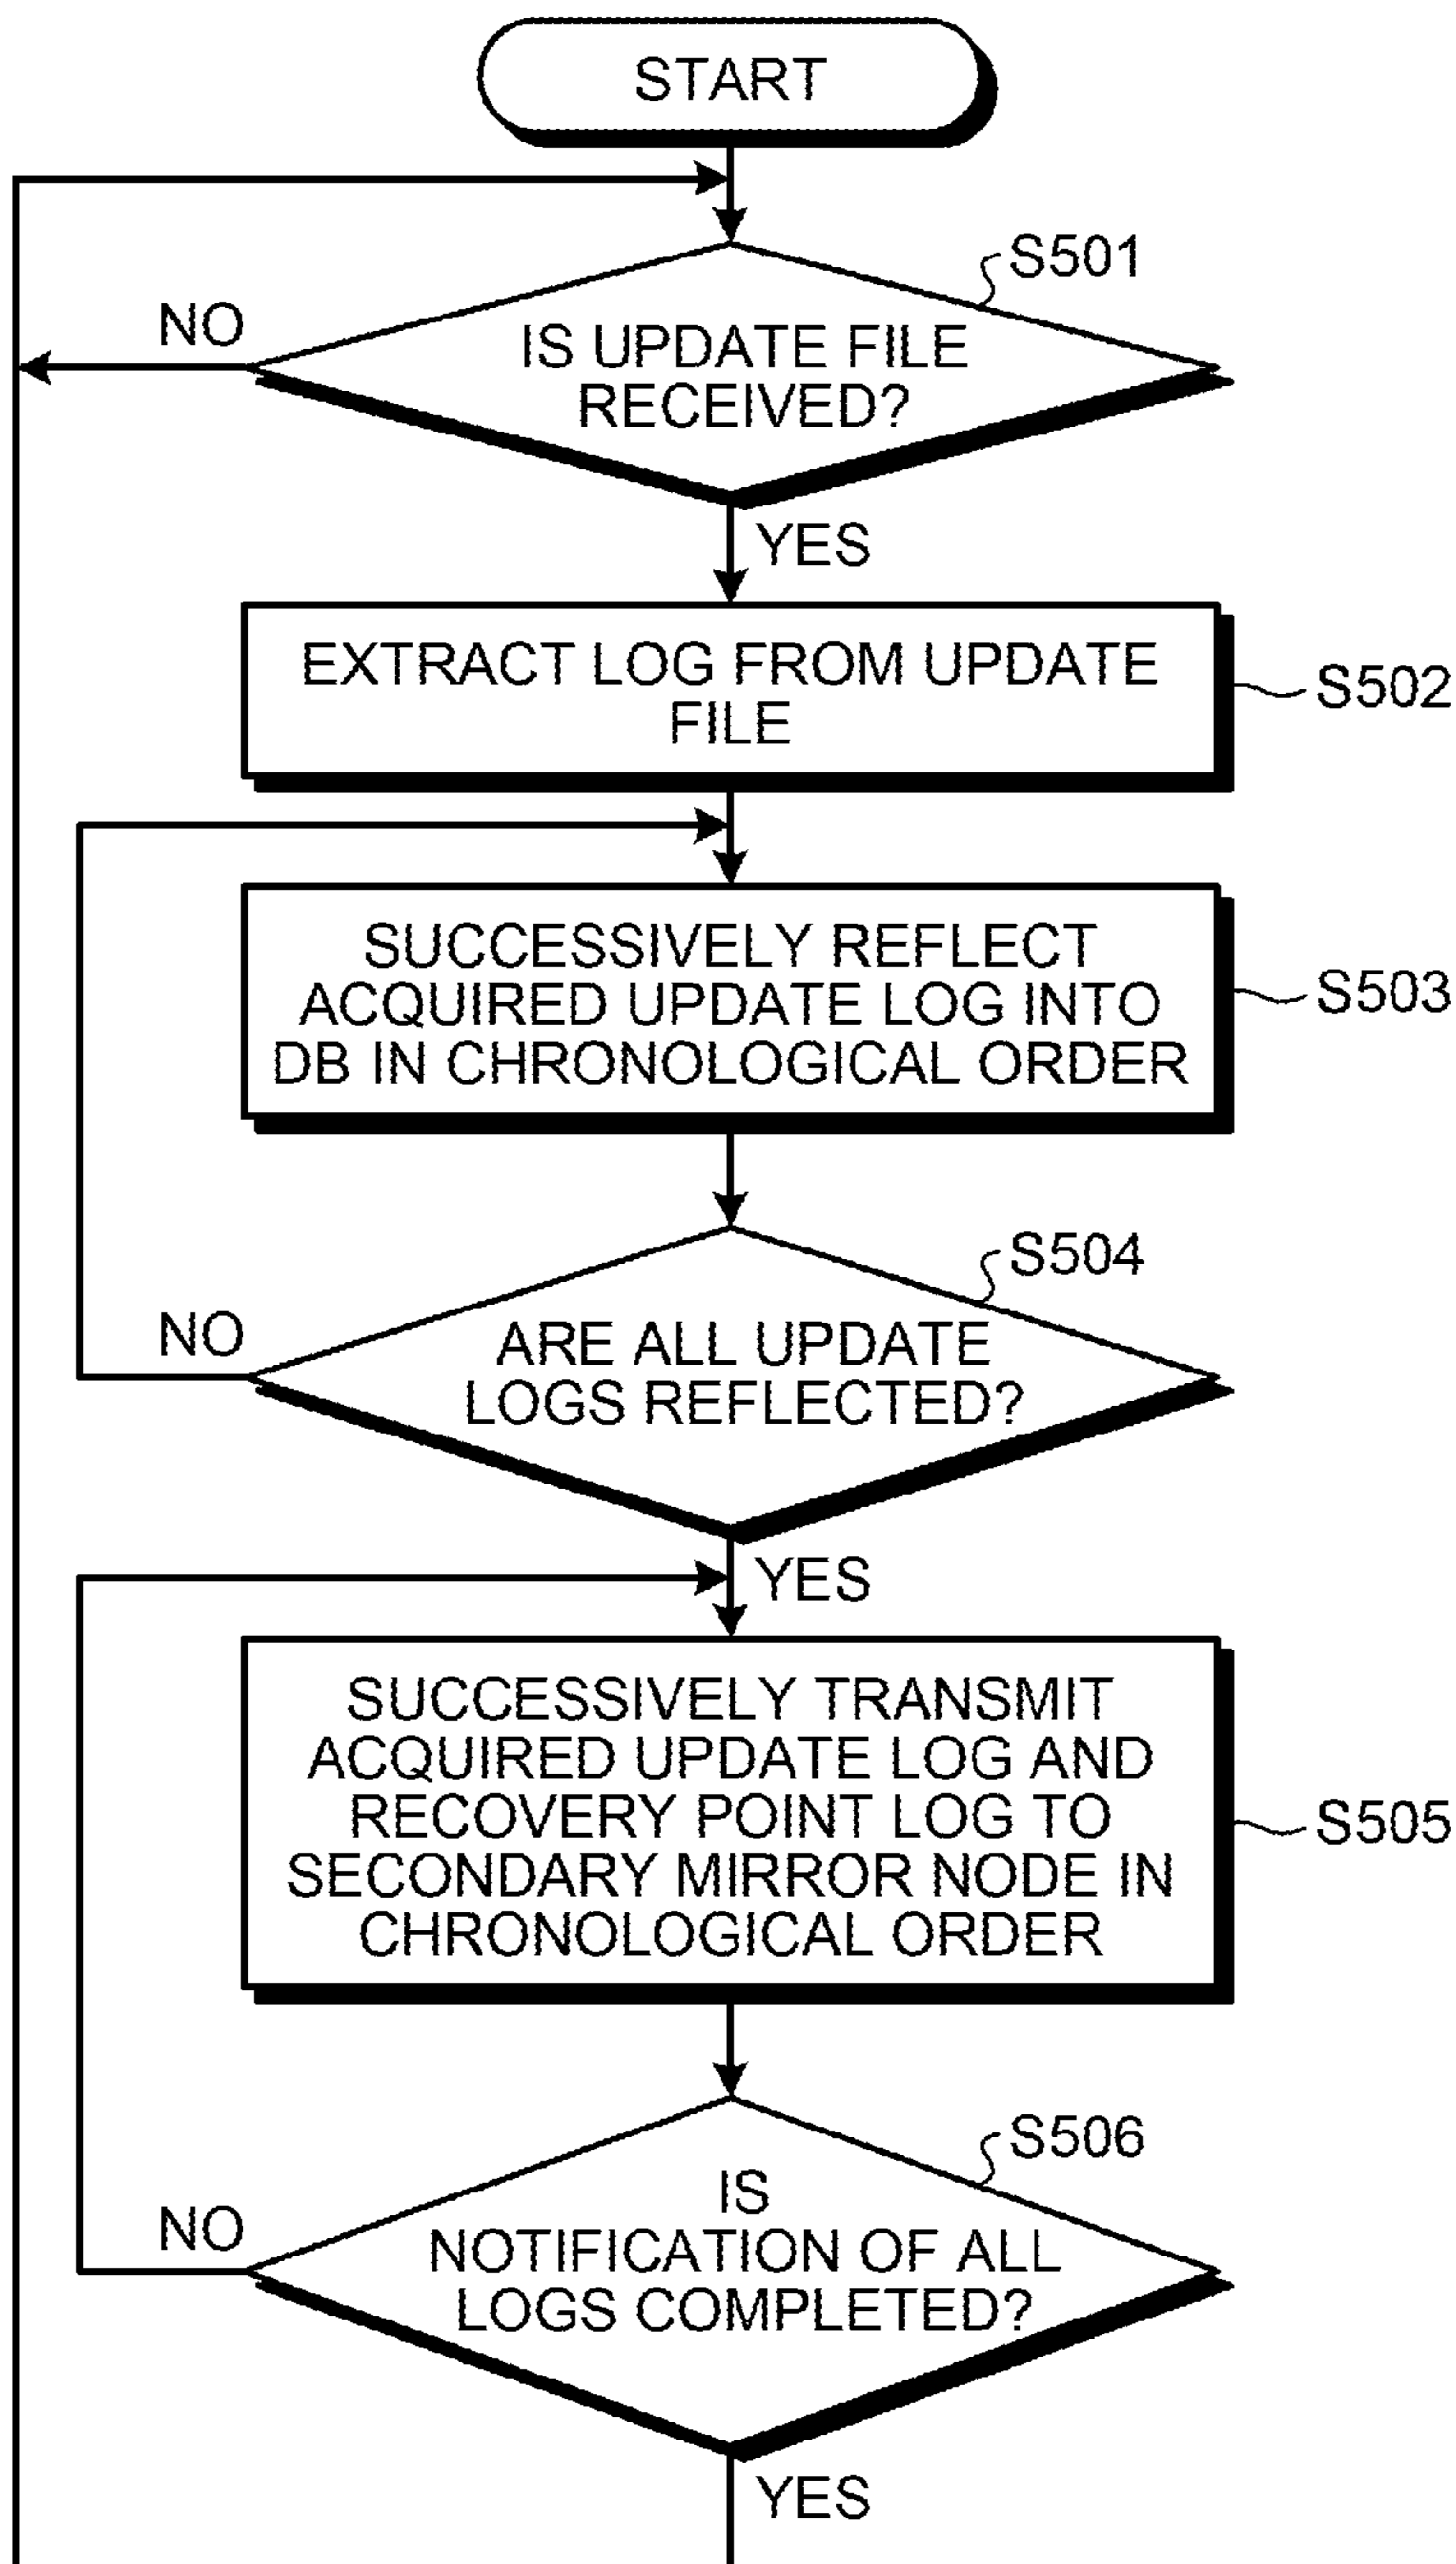 START
S501
NO
IS UPDATE FILE
RECEIVED?
YES
EXTRACT LOG FROM UPDATE
FILE
S502
SUCCESSIVELY REFLECT
ACQUIRED UPDATE LOG INTO
DB IN CHRONOLOGICAL ORDER
S503
S504
NO
ARE ALL UPDATE
LOGS REFLECTED?
YES
SUCCESSIVELY TRANSMIT
ACQUIRED UPDATE LOG AND
RECOVERY POINT LOG TO
SECONDARY MIRROR NODE IN
CHRONOLOGICAL ORDER
S505
S506
NO
IS
NOTIFICATION OF ALL
LOGS COMPLETED?
YES